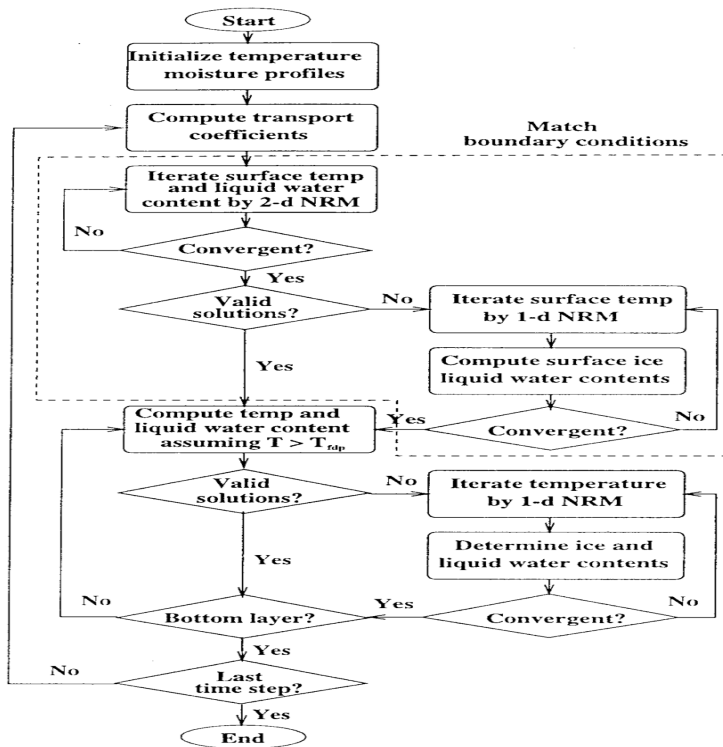 Start
Initialize temperature
moisture profiles
Compute transport
coefficients
Match
boundary conditions
Iterate surface temp
and liquid water
content by 2-d NRM
No
Convergent?
Yes
Valid
solutions?
No
Iterate surface temp
by 1-d NRM
Yes
Compute surface ice
liquid water contents
Compute temp and
liquid water content
assuming T > Tfdp
Yes
Convergent?
No
Valid
solutions?
No
Iterate temperature
by 1-d NRM
Yes
Determine ice and
liquid water contents
No
Bottom layer?
Yes
Convergent?
No
Yes
No
Last
time step?
Yes
End